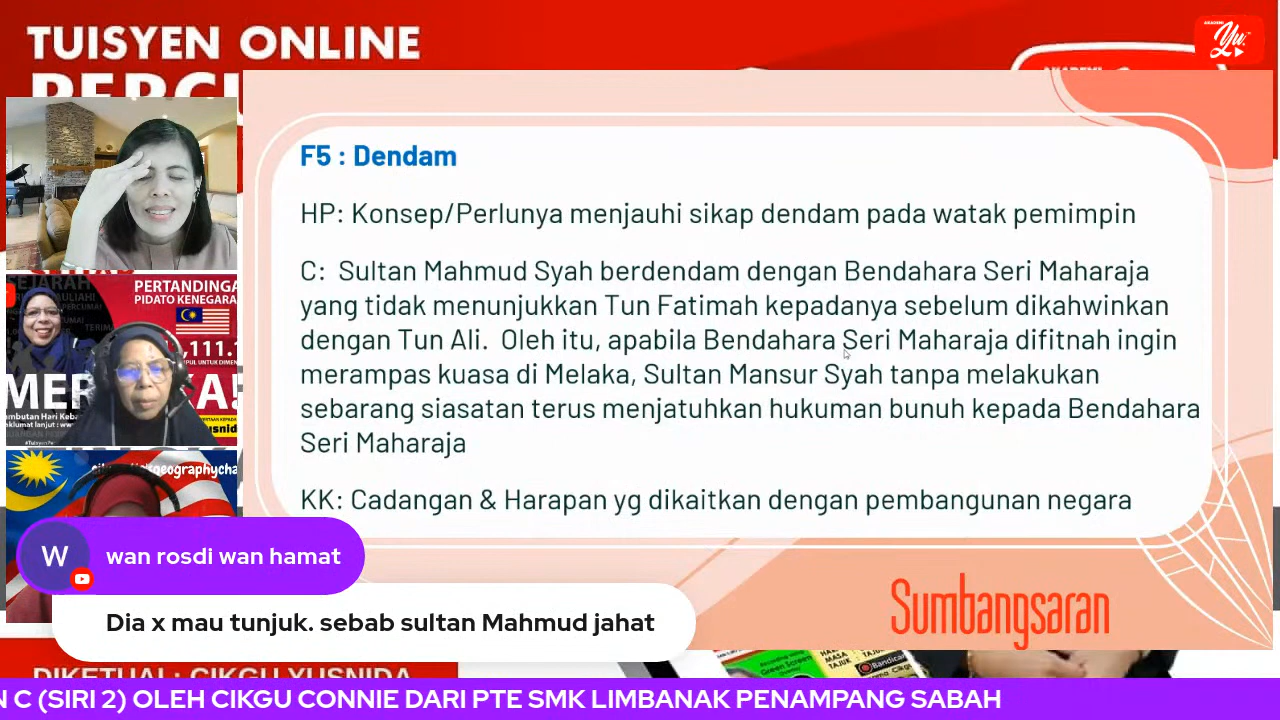 TUISYEN ONLINE
F5 : Dendam
HP: Konsep/Perlunya menjauhi sikap dendam pada watak pemimpin
C: Sultan Mahmud Syah berdendam dengan Bendahara Seri Maharaja
yang tidak menunjukkan Tun Fatimah kepadanya sebelum dikahwinkan
dengan Tun Ali. Oleh itu, apabila Bendahara Seri Maharaja difitnah ingin
merampas kuasa di Melaka, Sultan Mansur Syah tanpa melakukan
sebarang siasatan terus menjatuhkan hukuman bunuh kepada Bendahara
Seri Maharaja
KK: Cadangan & Harapan yg dikaitkan dengan pembangunan negara
Sumbangsaran
PERTANDINGA
PIDATO KENEGARA
W
wan rosdi wan hamat
Dia x mau tunjuk. sebab sultan Mahmud jahat
N C (SIRI 2) OLEH CIKGU CONNIE DARI PTE SMK LIMBANAK PENAMPANG SABAH